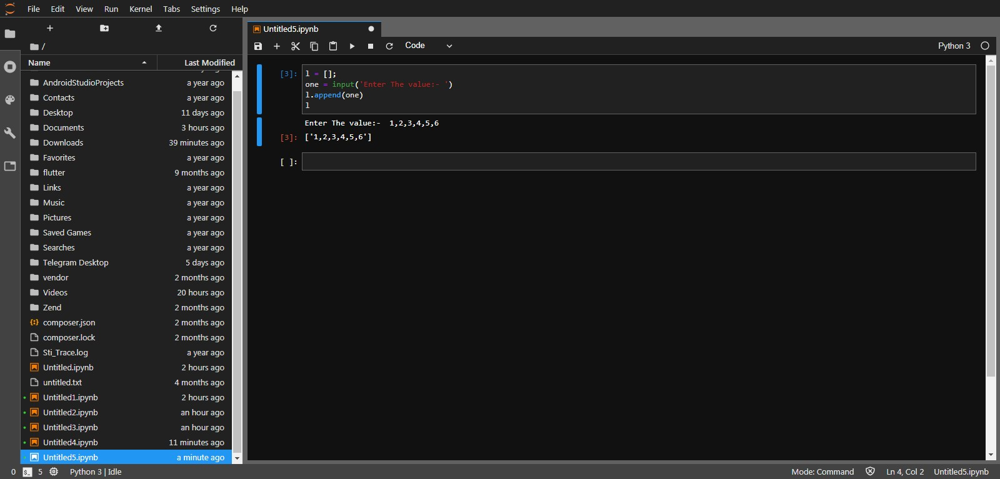 File Edit View Run Kernel Tabs Settings Help
/
Name Last Modified
AndroidStudioProjects a year ago
Contacts a year ago
Desktop 11 days ago
Documents 3 hours ago
Downloads 39 minutes ago
Favorites a year ago
flutter 9 months ago
Links a year ago
Music a year ago
Pictures a year ago
Saved Games a year ago
Searches a year ago
Telegram Desktop 5 days ago
vendor 2 months ago
Videos 20 hours ago
Zend 2 months ago
composer.json 2 months ago
composer.lock 2 months ago
Sti_Trace.log a year ago
Untitled.ipynb 2 hours ago
untitled.txt 4 months ago
Untitled1.ipynb 2 hours ago
Untitled2.ipynb an hour ago
Untitled3.ipynb an hour ago
Untitled4.ipynb 11 minutes ago
Untitled5.ipynb a minute ago
Untitled5.ipynb
Code Python 3
[3]: l = [];
one = input('Enter The value:- ')
l.append(one)
l
Enter The value:-  1,2,3,4,5,6
[3]: ['1,2,3,4,5,6']
[ ]:
0 $_ 5 Python 3 | Idle Mode: Command Ln 4, Col 2 Untitled5.ipynb